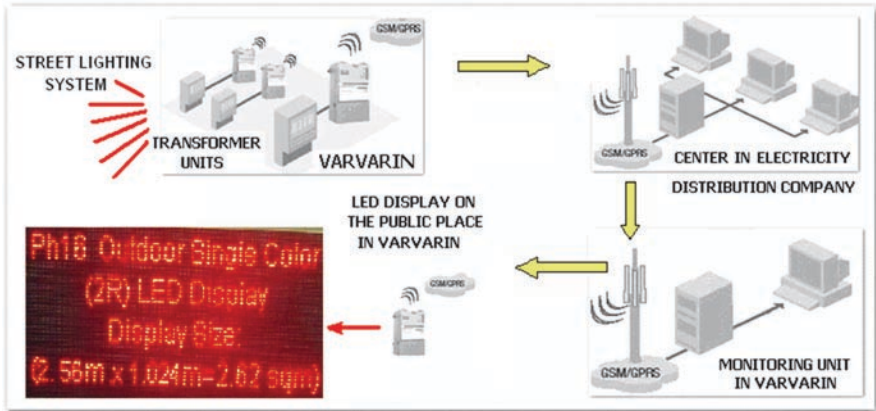 GSM/GPRS
STREET LIGHTING
SYSTEM
TRANSFORMER
UNITS
VARVARIN
GSM/GPRS
CENTER IN ELECTRICITY
DISTRIBUTION COMPANY
LED DISPLAY ON
THE PUBLIC PLACE
IN VARVARIN
GSM/GPRS
Ph16 Outdoor Single Color
(2R) LED Display
Display Size:
(2.56m x 1.024m=2.62 sqm)
GSM/GPRS
MONITORING UNIT
IN VARVARIN